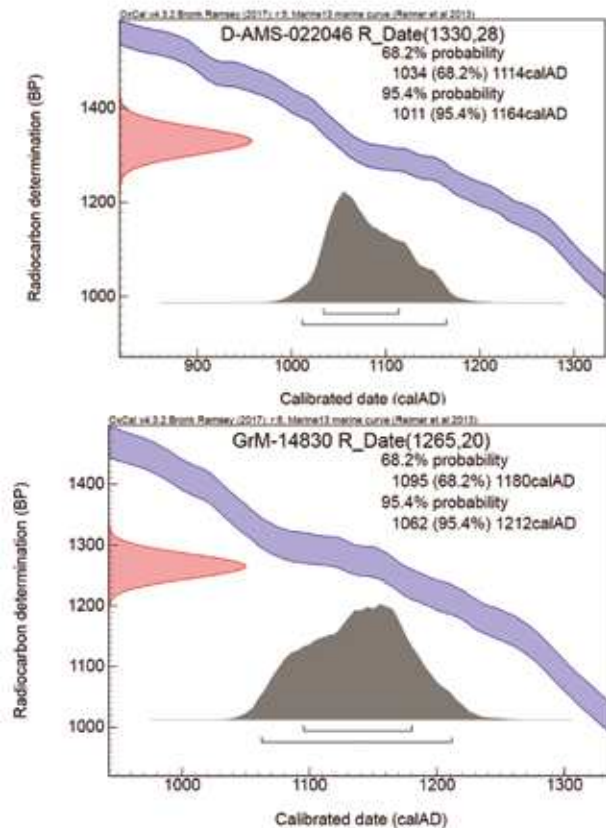 OxCal v4.3.2 Bronk Ramsey (2017); r:5; Marine13 marine curve (Reimer et al 2013)
D-AMS-022046 R_Date(1330,28)
68.2% probability
1034 (68.2%) 1114calAD
95.4% probability
1011 (95.4%) 1164calAD
Radiocarbon determination (BP)
1400
1200
1000
900
1000
1100
1200
1300
Calibrated date (calAD)
OxCal v4.3.2 Bronk Ramsey (2017); r:5; Marine13 marine curve (Reimer et al 2013)
GrM-14830 R_Date(1265,20)
68.2% probability
1095 (68.2%) 1180calAD
95.4% probability
1062 (95.4%) 1212calAD
Radiocarbon determination (BP)
1400
1300
1200
1100
1000
1000
1100
1200
1300
Calibrated date (calAD)